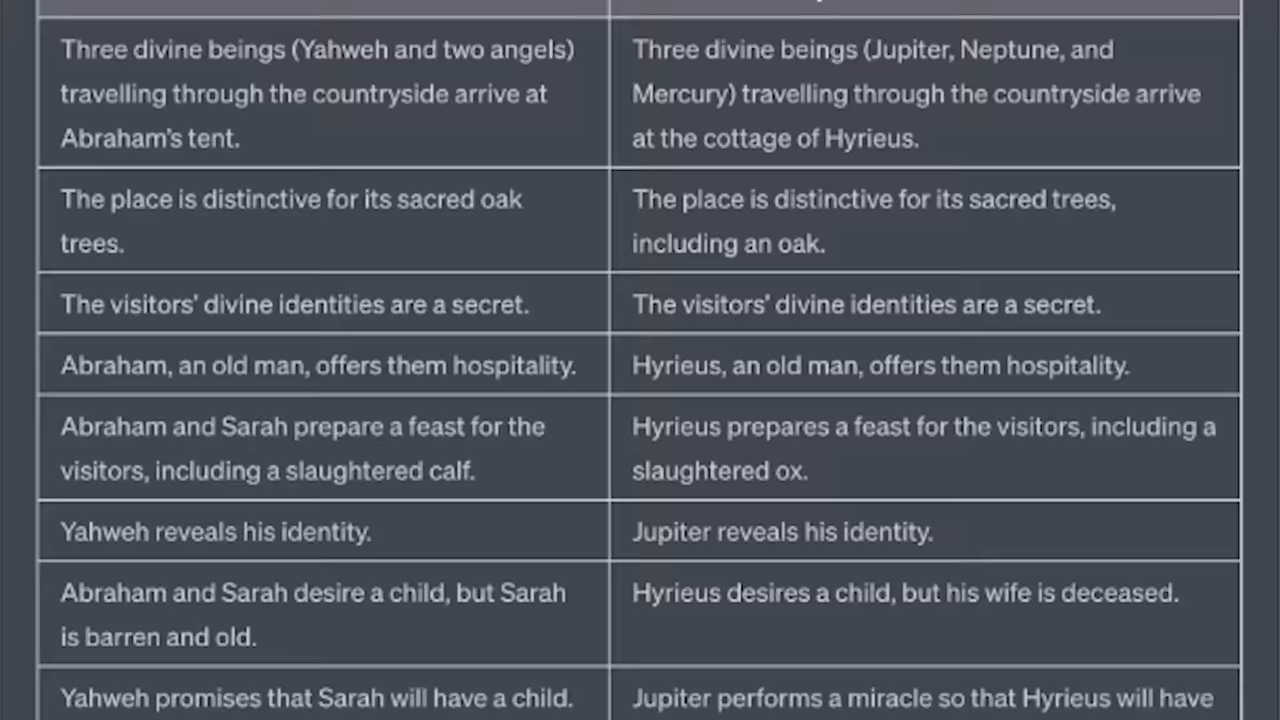 Three divine beings (Yahweh and two angels)
travelling through the countryside arrive at
Abraham's tent.
Three divine beings (Jupiter, Neptune, and
Mercury) travelling through the countryside arrive
at the cottage of Hyrieus.
The place is distinctive for its sacred oak
trees.
The place is distinctive for its sacred trees,
including an oak.
The visitors' divine identities are a secret.
The visitors' divine identities are a secret.
Abraham, an old man, offers them hospitality.
Hyrieus, an old man, offers them hospitality.
Abraham and Sarah prepare a feast for the
visitors, including a slaughtered calf.
Hyrieus prepares a feast for the visitors, including a
slaughtered ox.
Yahweh reveals his identity.
Jupiter reveals his identity.
Abraham and Sarah desire a child, but Sarah
is barren and old.
Hyrieus desires a child, but his wife is deceased.
Yahweh promises that Sarah will have a child.
Jupiter performs a miracle so that Hyrieus will have